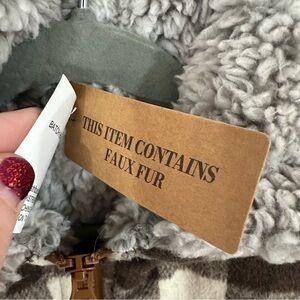 THIS ITEM CONTAINS
FAUX FUR